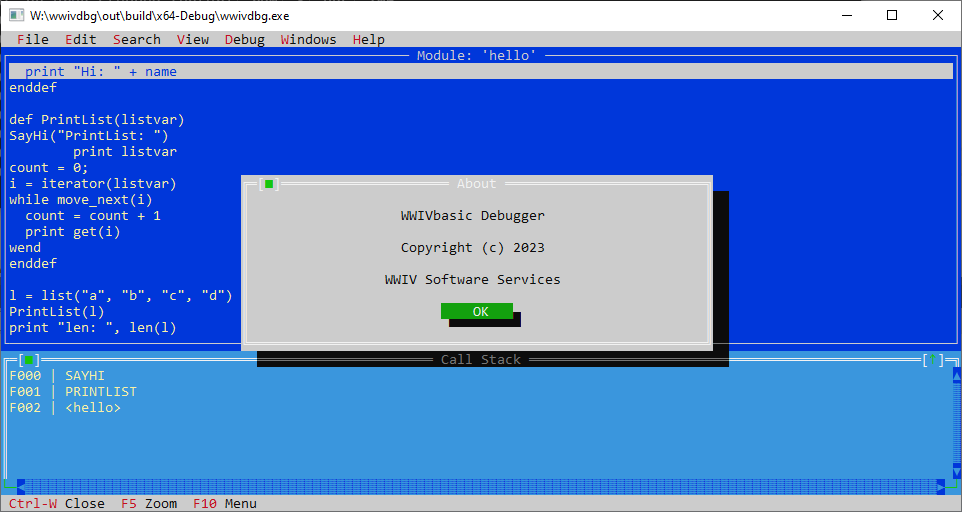 W:\wwivdbg\out\build\x64-Debug\wwivdbg.exe
File Edit Search View Debug Windows Help
Module: 'hello'
print "Hi: " + name
enddef
def PrintList(listvar)
SayHi("PrintList: ")
print listvar
count = 0;
i = iterator(listvar)
while move_next(i)
count = count + 1
print get(i)
wend
enddef
l = list("a", "b", "c", "d")
PrintList(l)
print "len: ", len(l)
About
WWIVbasic Debugger
Copyright (c) 2023
WWIV Software Services
OK
Call Stack
F000 | SAYHI
F001 | PRINTLIST
F002 | <hello>
Ctrl-W Close F5 Zoom F10 Menu